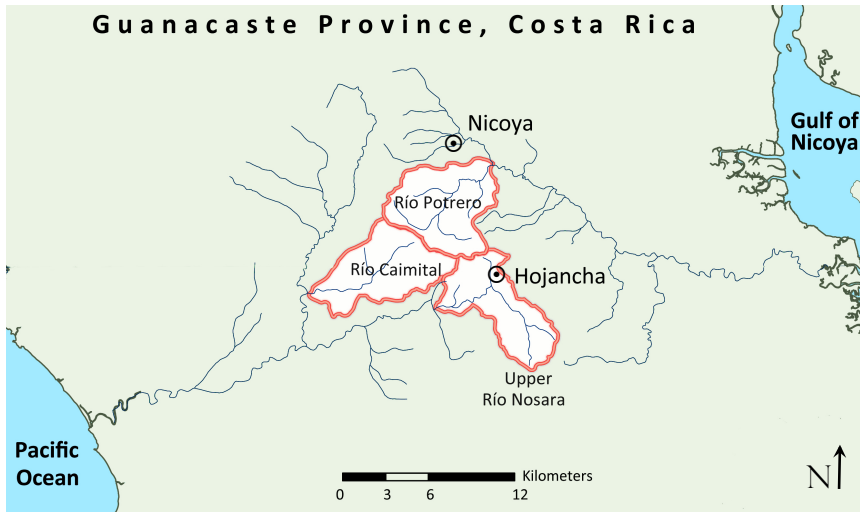 Guanacaste Province, Costa Rica
Gulf of
Nicoya
Nicoya
Río Potrero
Río Caimital
Hojancha
Upper
Río Nosara
Pacific
Ocean
Kilometers
0 3 6 12
N